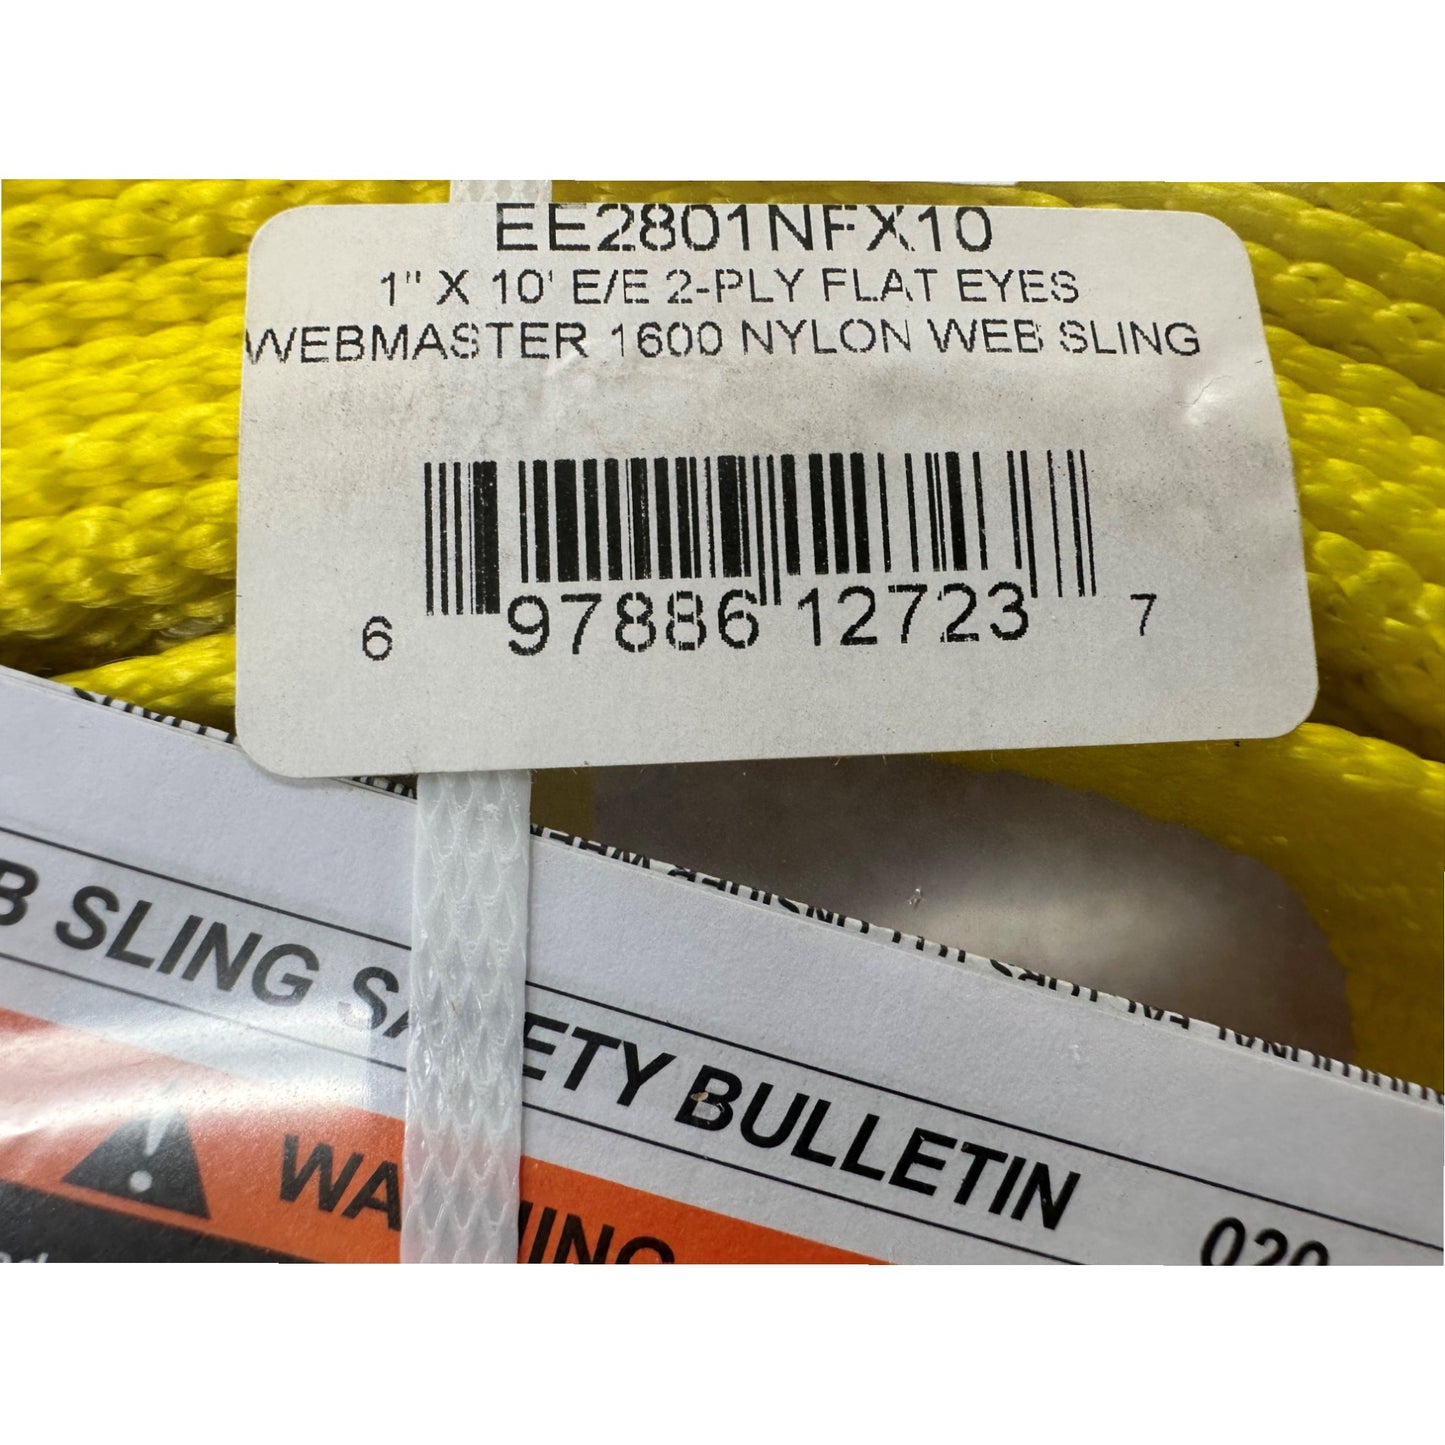 EE2801NFX10
1" X 10' E/E 2-PLY FLAT EYES
WEBMASTER 1600 NYLON WEB SLING
6 97886 12723 7
B SLING SAFETY BULLETIN 020
WARNING